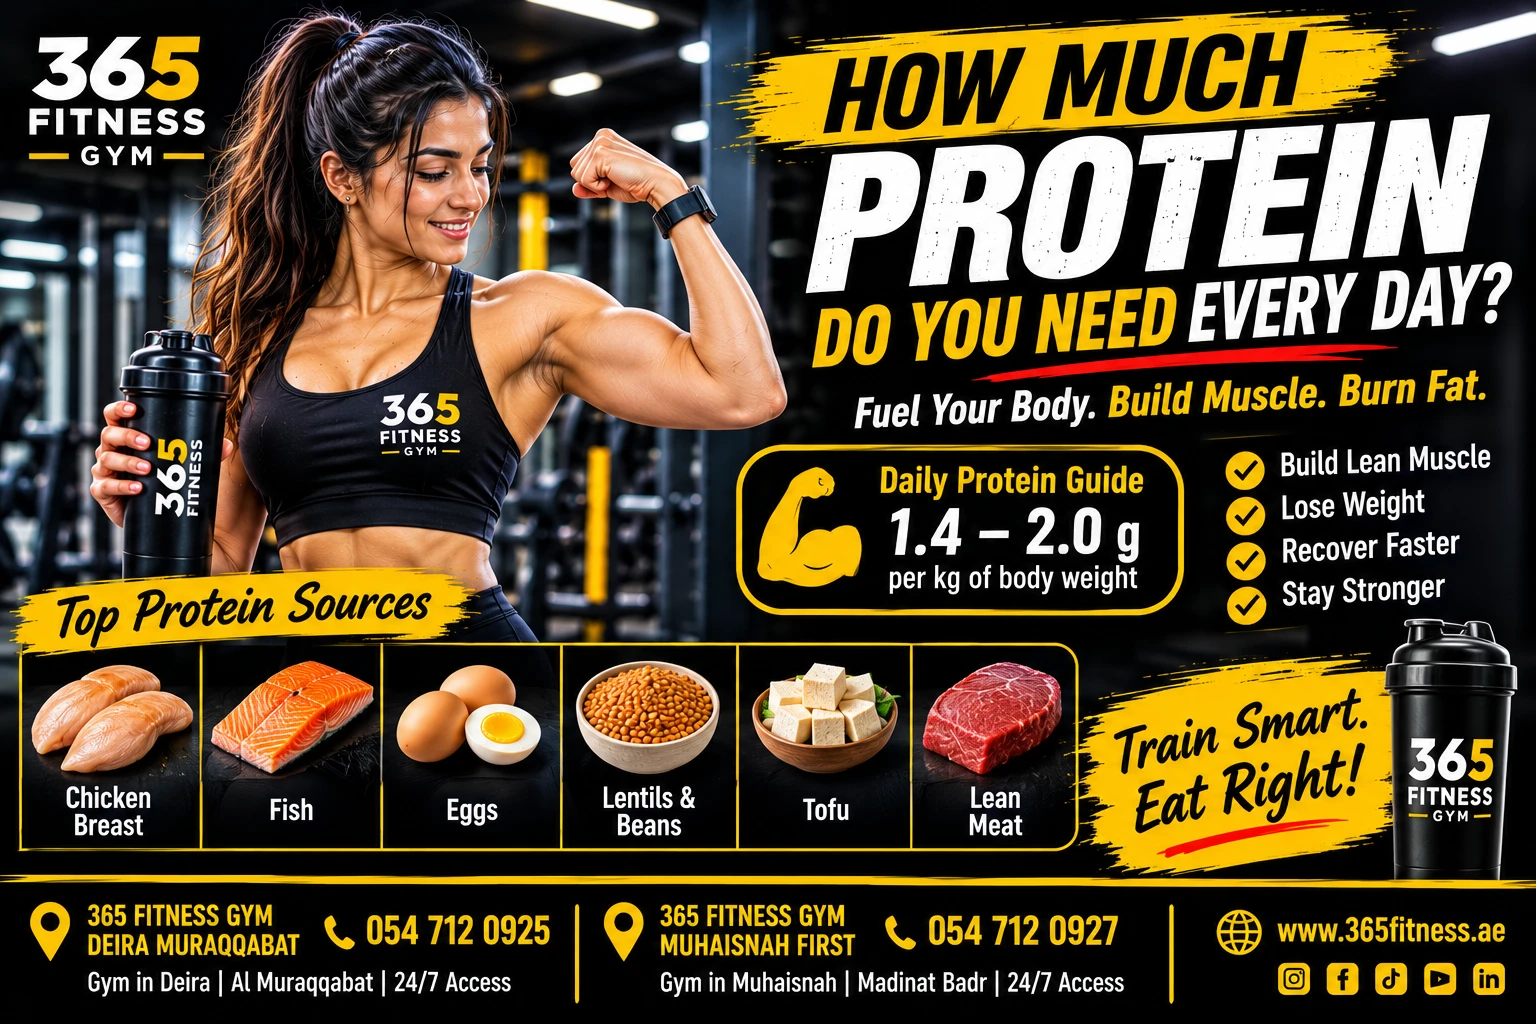 365
FITNESS
GYM
HOW MUCH
PROTEIN
DO YOU NEED EVERY DAY?
Fuel Your Body. Build Muscle. Burn Fat.
365
FITNESS
GYM
365
FITNESS
Daily Protein Guide
1.4 – 2.0 g
per kg of body weight
Build Lean Muscle
Lose Weight
Recover Faster
Stay Stronger
Top Protein Sources
Chicken
Breast
Fish
Eggs
Lentils &
Beans
Tofu
Lean
Meat
Train Smart.
Eat Right!
365
FITNESS
GYM
365 FITNESS GYM
DEIRA MURAQQABAT
054 712 0925
Gym in Deira | Al Muraqqabat | 24/7 Access
365 FITNESS GYM
MUHAISNAH FIRST
054 712 0927
Gym in Muhaisnah | Madinat Badr | 24/7 Access
www.365fitness.ae